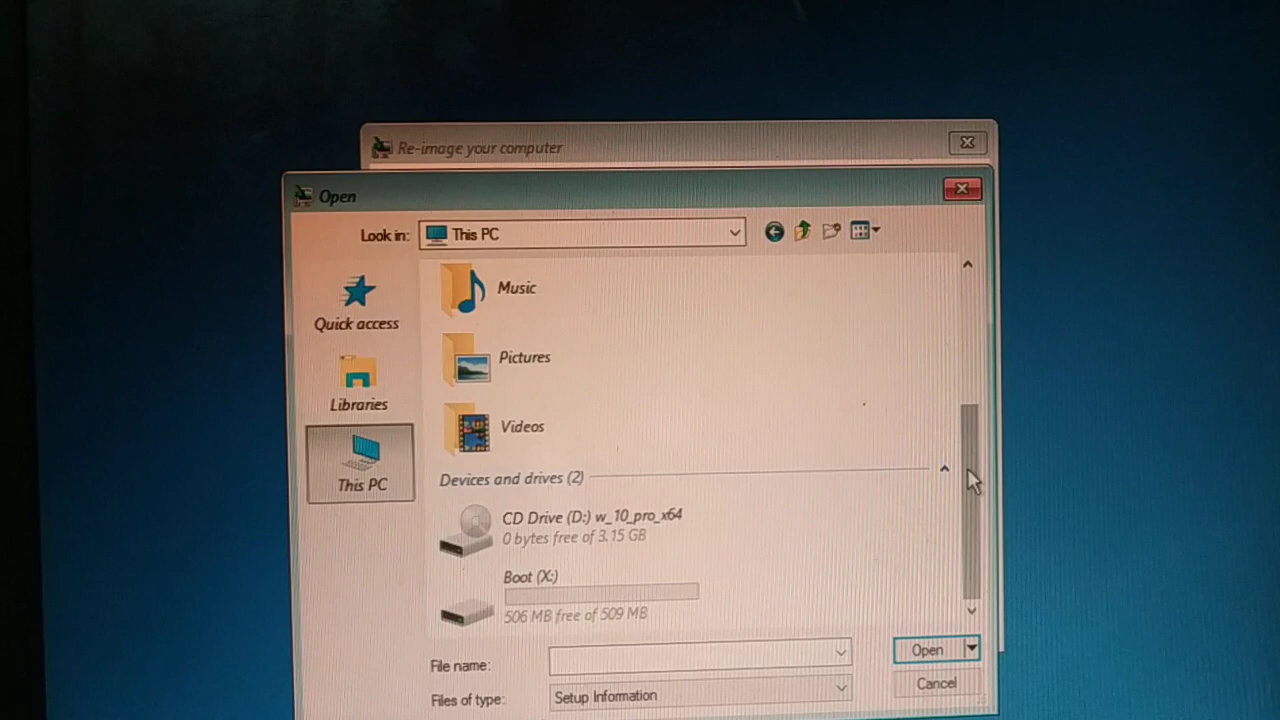 Re-image your computer
Open
Look in: This PC
Quick access
Libraries
This PC
Music
Pictures
Videos
Devices and drives (2)
CD Drive (D:) w_10_pro_x64
0 bytes free of 3.15 GB
Boot (X:)
506 MB free of 509 MB
File name:
Open
Files of type: Setup Information
Cancel